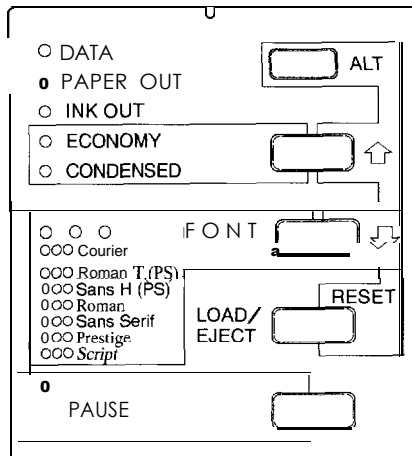 DATA
ALT
PAPER OUT
INK OUT
ECONOMY
CONDENSED
FONT
Courier
Roman T (PS)
Sans H (PS)
Roman
Sans Serif
Prestige
Script
RESET
LOAD/
EJECT
PAUSE